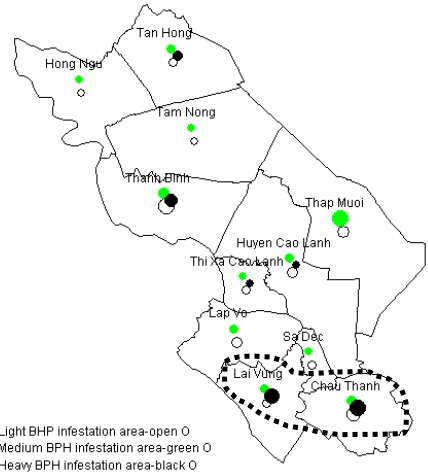 Tan Hong
Hong Ngu
Tam Nong
Thanh Binh
Thap Muoi
Huyen Cao Lanh
Thi Xa Cao Lanh
Lap Vo
Sa Dec
Lai Vung
Chau Thanh
Light BHP infestation area-open O
Medium BPH infestation area-green O
Heavy BPH infestation area-black O